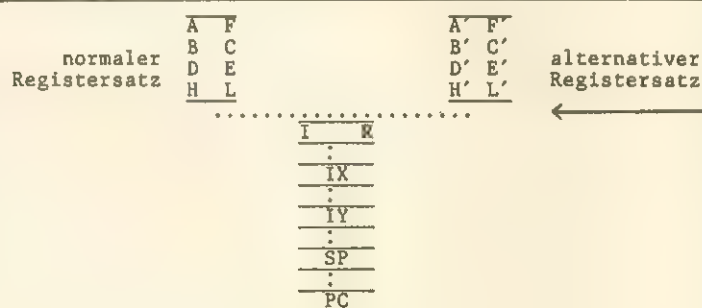 A F
B C
D E
H L
normaler
Registersatz
A´ F´
B´ C´
D´ E´
H´ L´
alternativer
Registersatz
I R
IX
IY
SP
PC